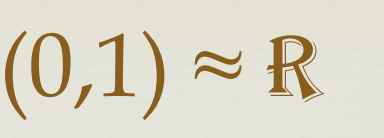 (0,1) ≈ ℝ